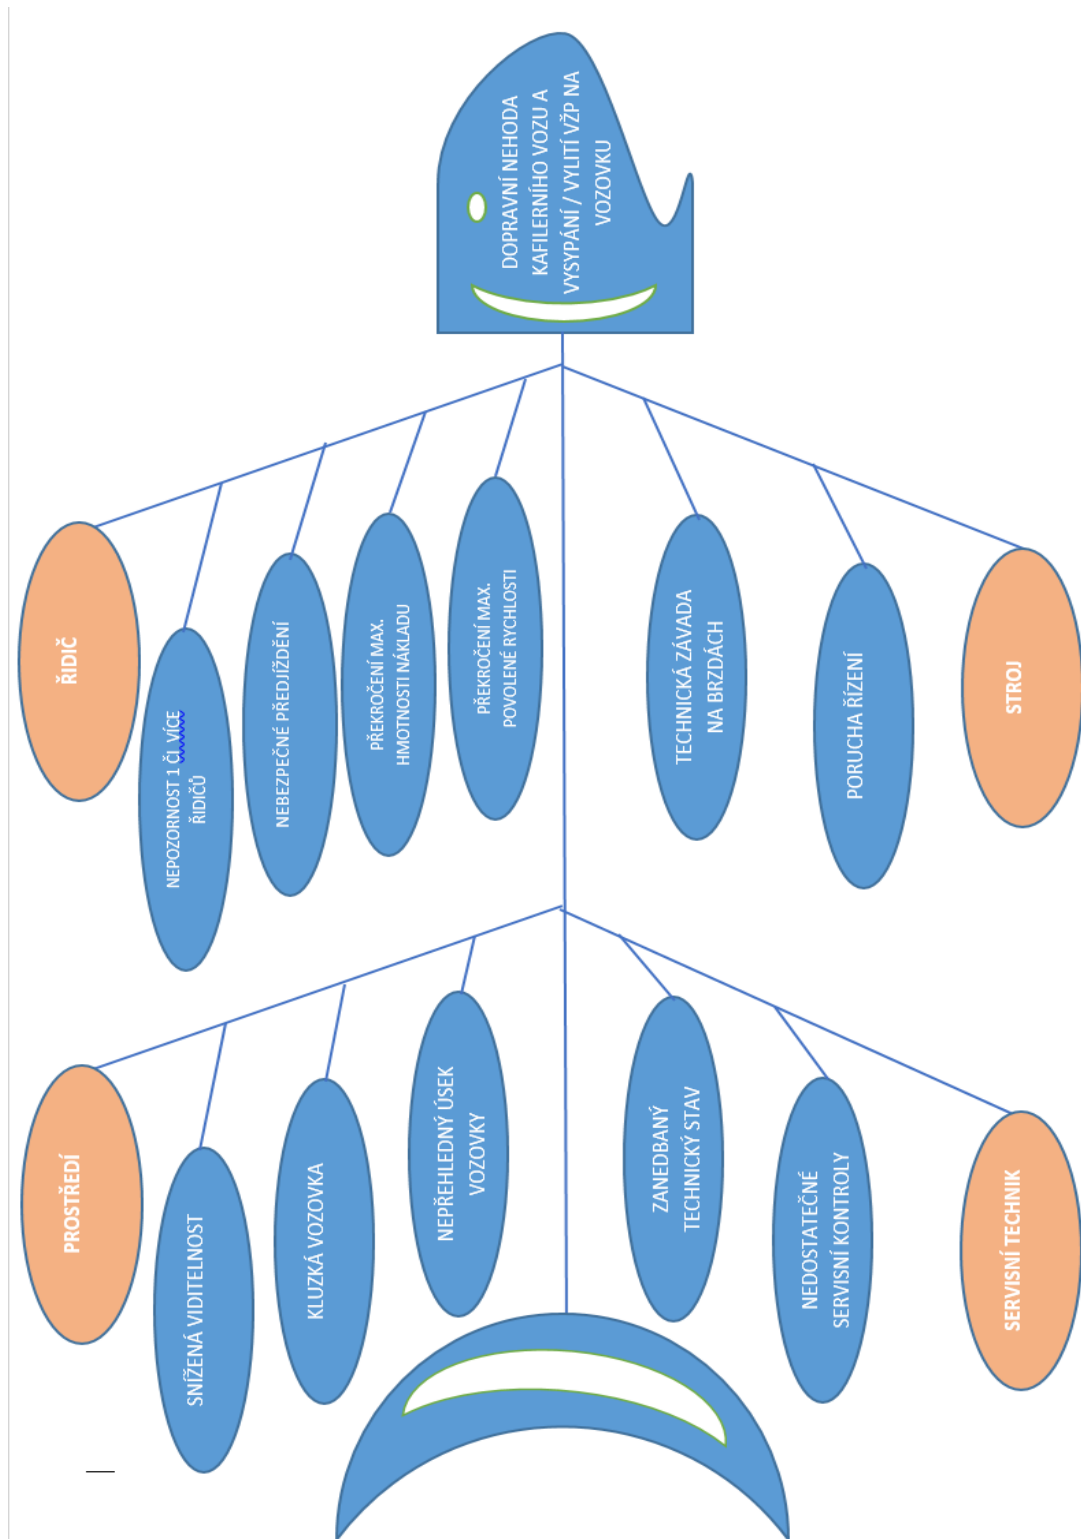 DOPRAVNÍ NEHODA
KAFILERNÍHO VOZU A
VYSYPÁNÍ / VYLITÍ VŽP NA
VOZOVKU
ŘIDIČ
NEPOZORNOST 1 ČI VÍCE
ŘIDIČŮ
NEBEZPEČNÉ PŘEDJÍŽDĚNÍ
PŘEKROČENÍ MAX.
HMOTNOSTI NÁKLADU
PŘEKROČENÍ MAX.
POVOLENÉ RYCHLOSTI
TECHNICKÁ ZÁVADA
NA BRZDÁCH
PORUCHA ŘÍZENÍ
STROJ
PROSTŘEDÍ
SNÍŽENÁ VIDITELNOST
KLUZKÁ VOZOVKA
NEPŘEHLEDNÝ ÚSEK
VOZOVKY
ZANEDBANÝ
TECHNICKÝ STAV
NEDOSTATEČNÉ
SERVISNÍ KONTROLY
SERVISNÍ TECHNIK